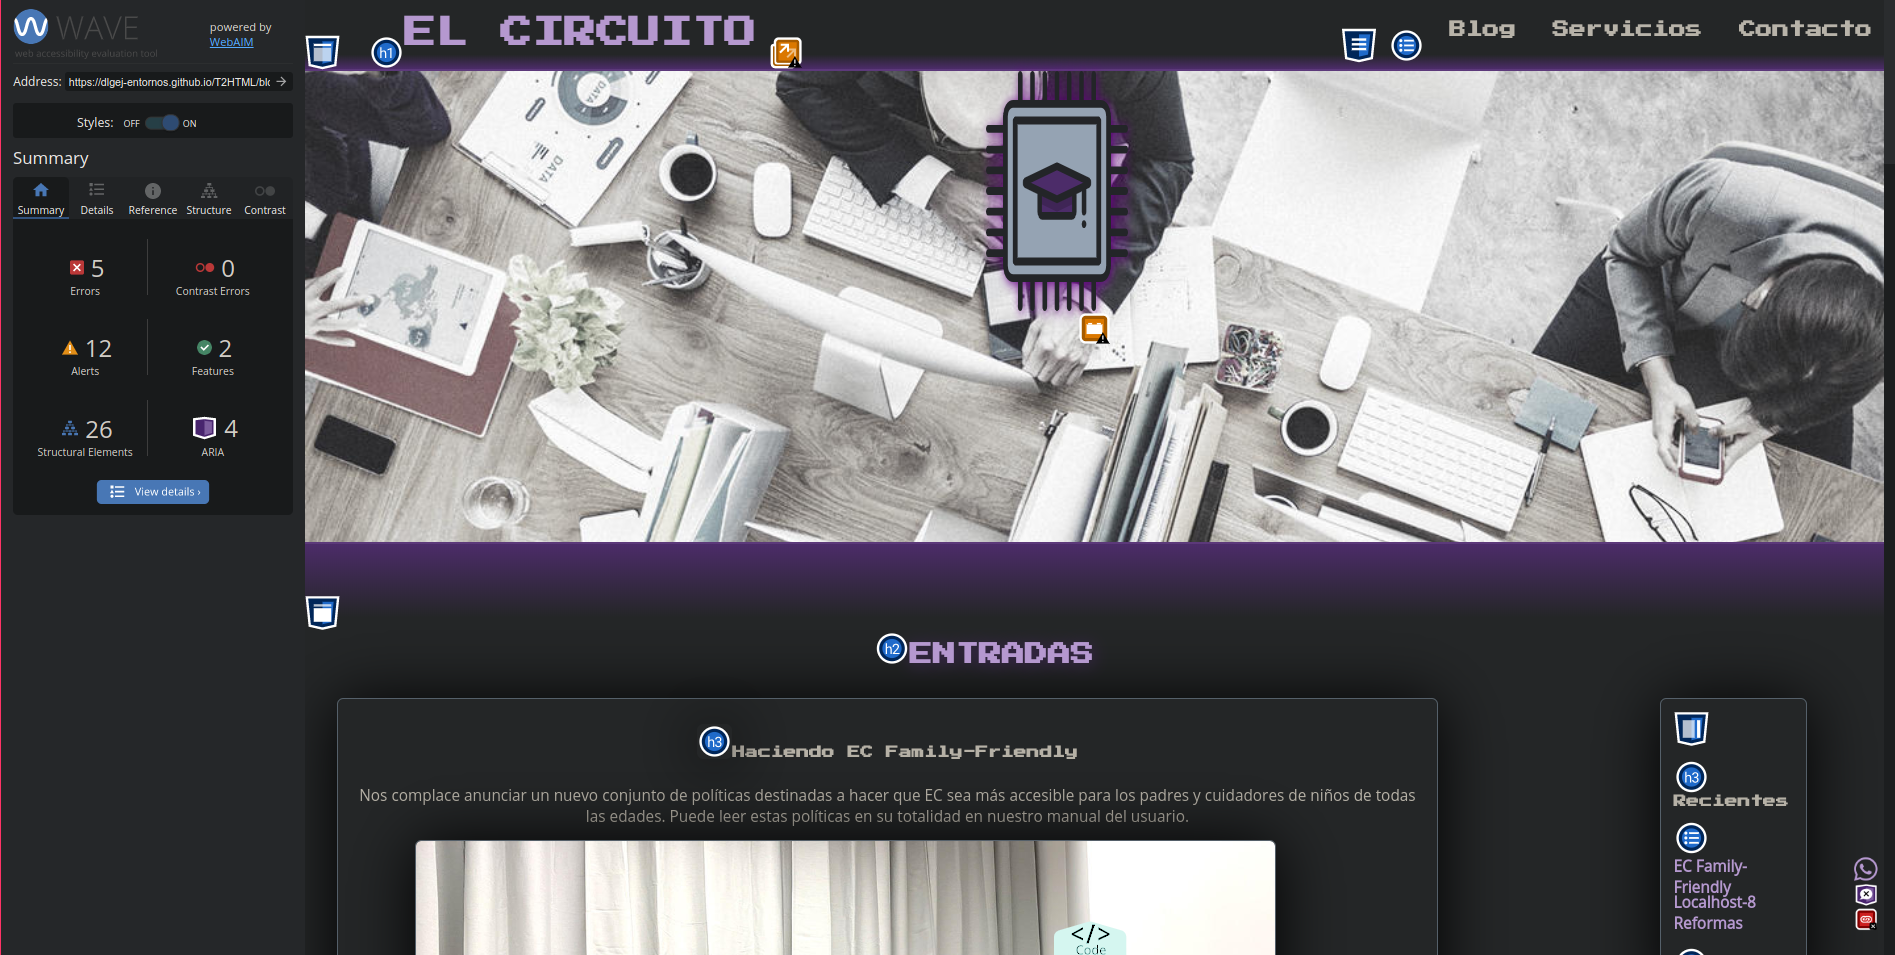 WAVE
web accessibility evaluation tool
powered by
WebAIM
Address: https://dlgej-entornos.github.io/T2HTML/blo
Styles: OFF ON
Summary
Summary Details Reference Structure Contrast
5
Errors
0
Contrast Errors
12
Alerts
2
Features
26
Structural Elements
4
ARIA
View details ›
h1 EL CIRCUITO
Blog Servicios Contacto
DATA
DATA
h2 ENTRADAS
h3 Haciendo EC Family-Friendly
Nos complace anunciar un nuevo conjunto de políticas destinadas a hacer que EC sea más accesible para los padres y cuidadores de niños de todas
las edades. Puede leer estas políticas en su totalidad en nuestro manual del usuario.
</>
Code
h3
Recientes
EC Family-
Friendly
Localhost-8
Reformas